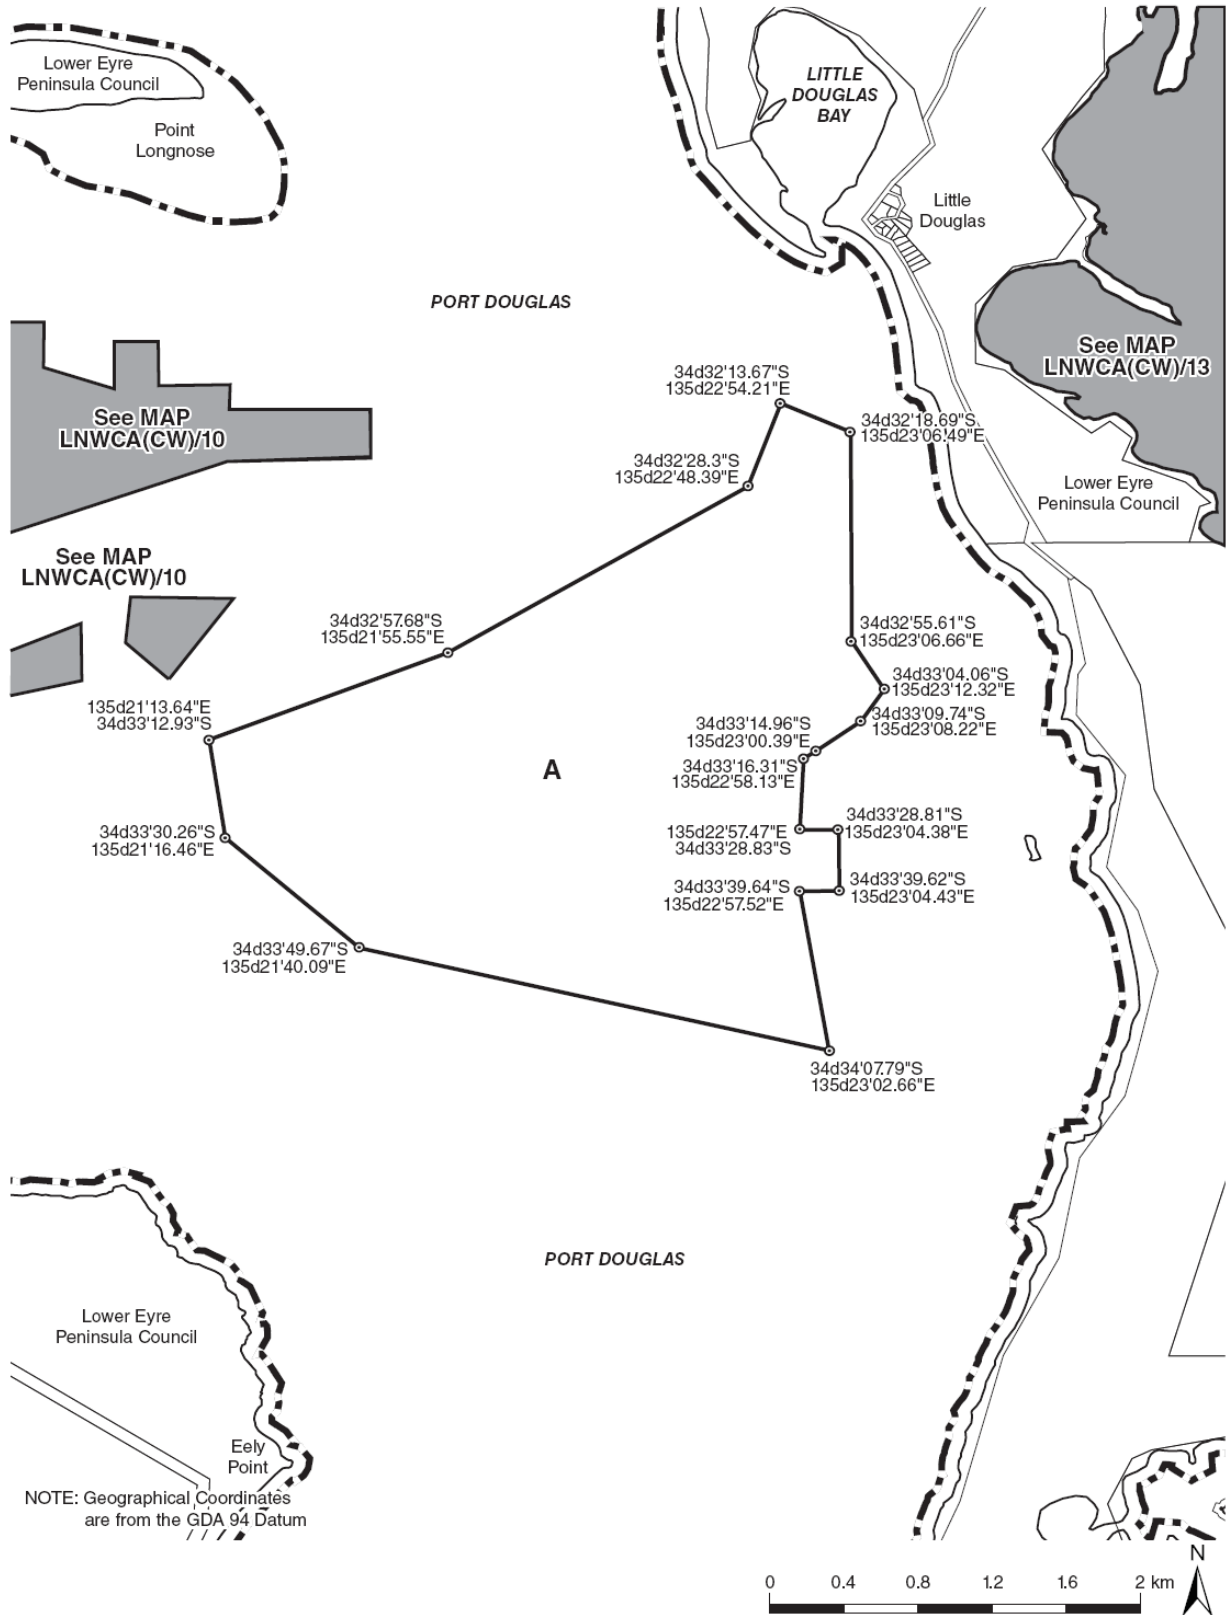 Lower Eyre
Peninsula Council
Point
Longnose
LITTLE
DOUGLAS
BAY
Little
Douglas
PORT DOUGLAS
See MAP
LNWCA(CW)/13
See MAP
LNWCA(CW)/10
34d32'13.67"S
135d22'54.21"E
34d32'18.69"S
135d23'06.49"E
34d32'28.3"S
135d22'48.39"E
Lower Eyre
Peninsula Council
See MAP
LNWCA(CW)/10
34d32'57.68"S
135d21'55.55"E
34d32'55.61"S
135d23'06.66"E
34d33'04.06"S
135d23'12.32"E
135d21'13.64"E
34d33'12.93"S
34d33'09.74"S
135d23'08.22"E
34d33'14.96"S
135d23'00.39"E
34d33'16.31"S
135d22'58.13"E
A
34d33'30.26"S
135d21'16.46"E
135d22'57.47"E
34d33'28.83"S
34d33'28.81"S
135d23'04.38"E
34d33'39.64"S
135d22'57.52"E
34d33'39.62"S
135d23'04.43"E
34d33'49.67"S
135d21'40.09"E
34d34'07.79"S
135d23'02.66"E
PORT DOUGLAS
Lower Eyre
Peninsula Council
Eely
Point
NOTE: Geographical Coordinates
are from the GDA 94 Datum
N
0 0.4 0.8 1.2 1.6 2 km